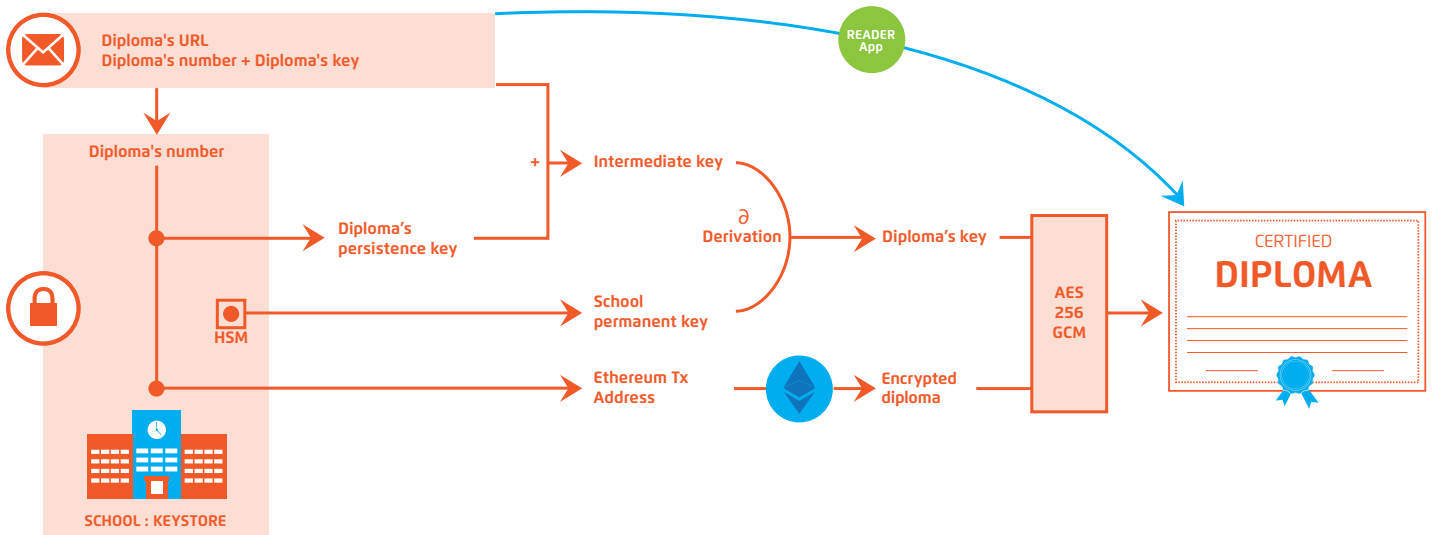 Diploma's URL
Diploma's number + Diploma's key
READER
App
Diploma's number
+
Intermediate key
Diploma’s
persistence key
∂
Derivation
Diploma’s key
School
permanent key
HSM
Ethereum Tx
Address
Encrypted
diploma
AES
256
GCM
CERTIFIED
DIPLOMA
SCHOOL : KEYSTORE